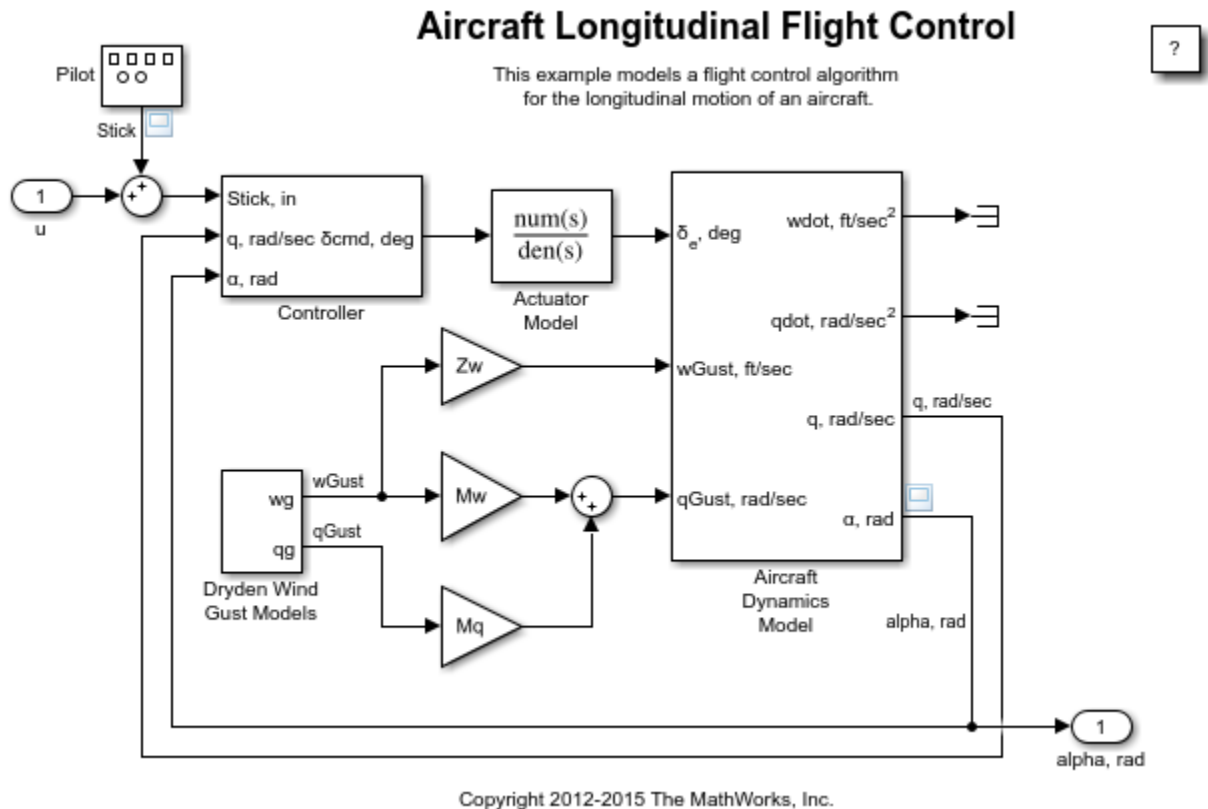 Aircraft Longitudinal Flight Control
?
This example models a flight control algorithm
for the longitudinal motion of an aircraft.
Pilot
Stick
1
u
Stick, in
q, rad/sec δcmd, deg
α, rad
Controller
num(s)
den(s)
Actuator
Model
δe, deg
wGust, ft/sec
qGust, rad/sec
wdot, ft/sec²
qdot, rad/sec²
q, rad/sec
α, rad
Aircraft
Dynamics
Model
q, rad/sec
alpha, rad
Zw
Mw
Mq
wg
qg
wGust
qGust
Dryden Wind
Gust Models
1
alpha, rad
Copyright 2012-2015 The MathWorks, Inc.